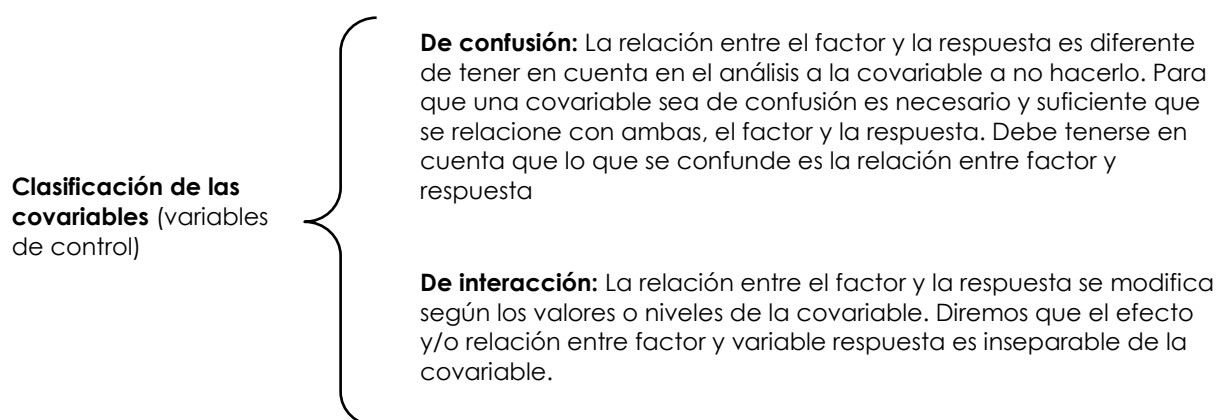 Clasificación de las
covariables (variables
de control)
De confusión: La relación entre el factor y la respuesta es diferente
de tener en cuenta en el análisis a la covariable a no hacerlo. Para
que una covariable sea de confusión es necesario y suficiente que
se relacione con ambas, el factor y la respuesta. Debe tenerse en
cuenta que lo que se confunde es la relación entre factor y
respuesta
De interacción: La relación entre el factor y la respuesta se modifica
según los valores o niveles de la covariable. Diremos que el efecto
y/o relación entre factor y variable respuesta es inseparable de la
covariable.